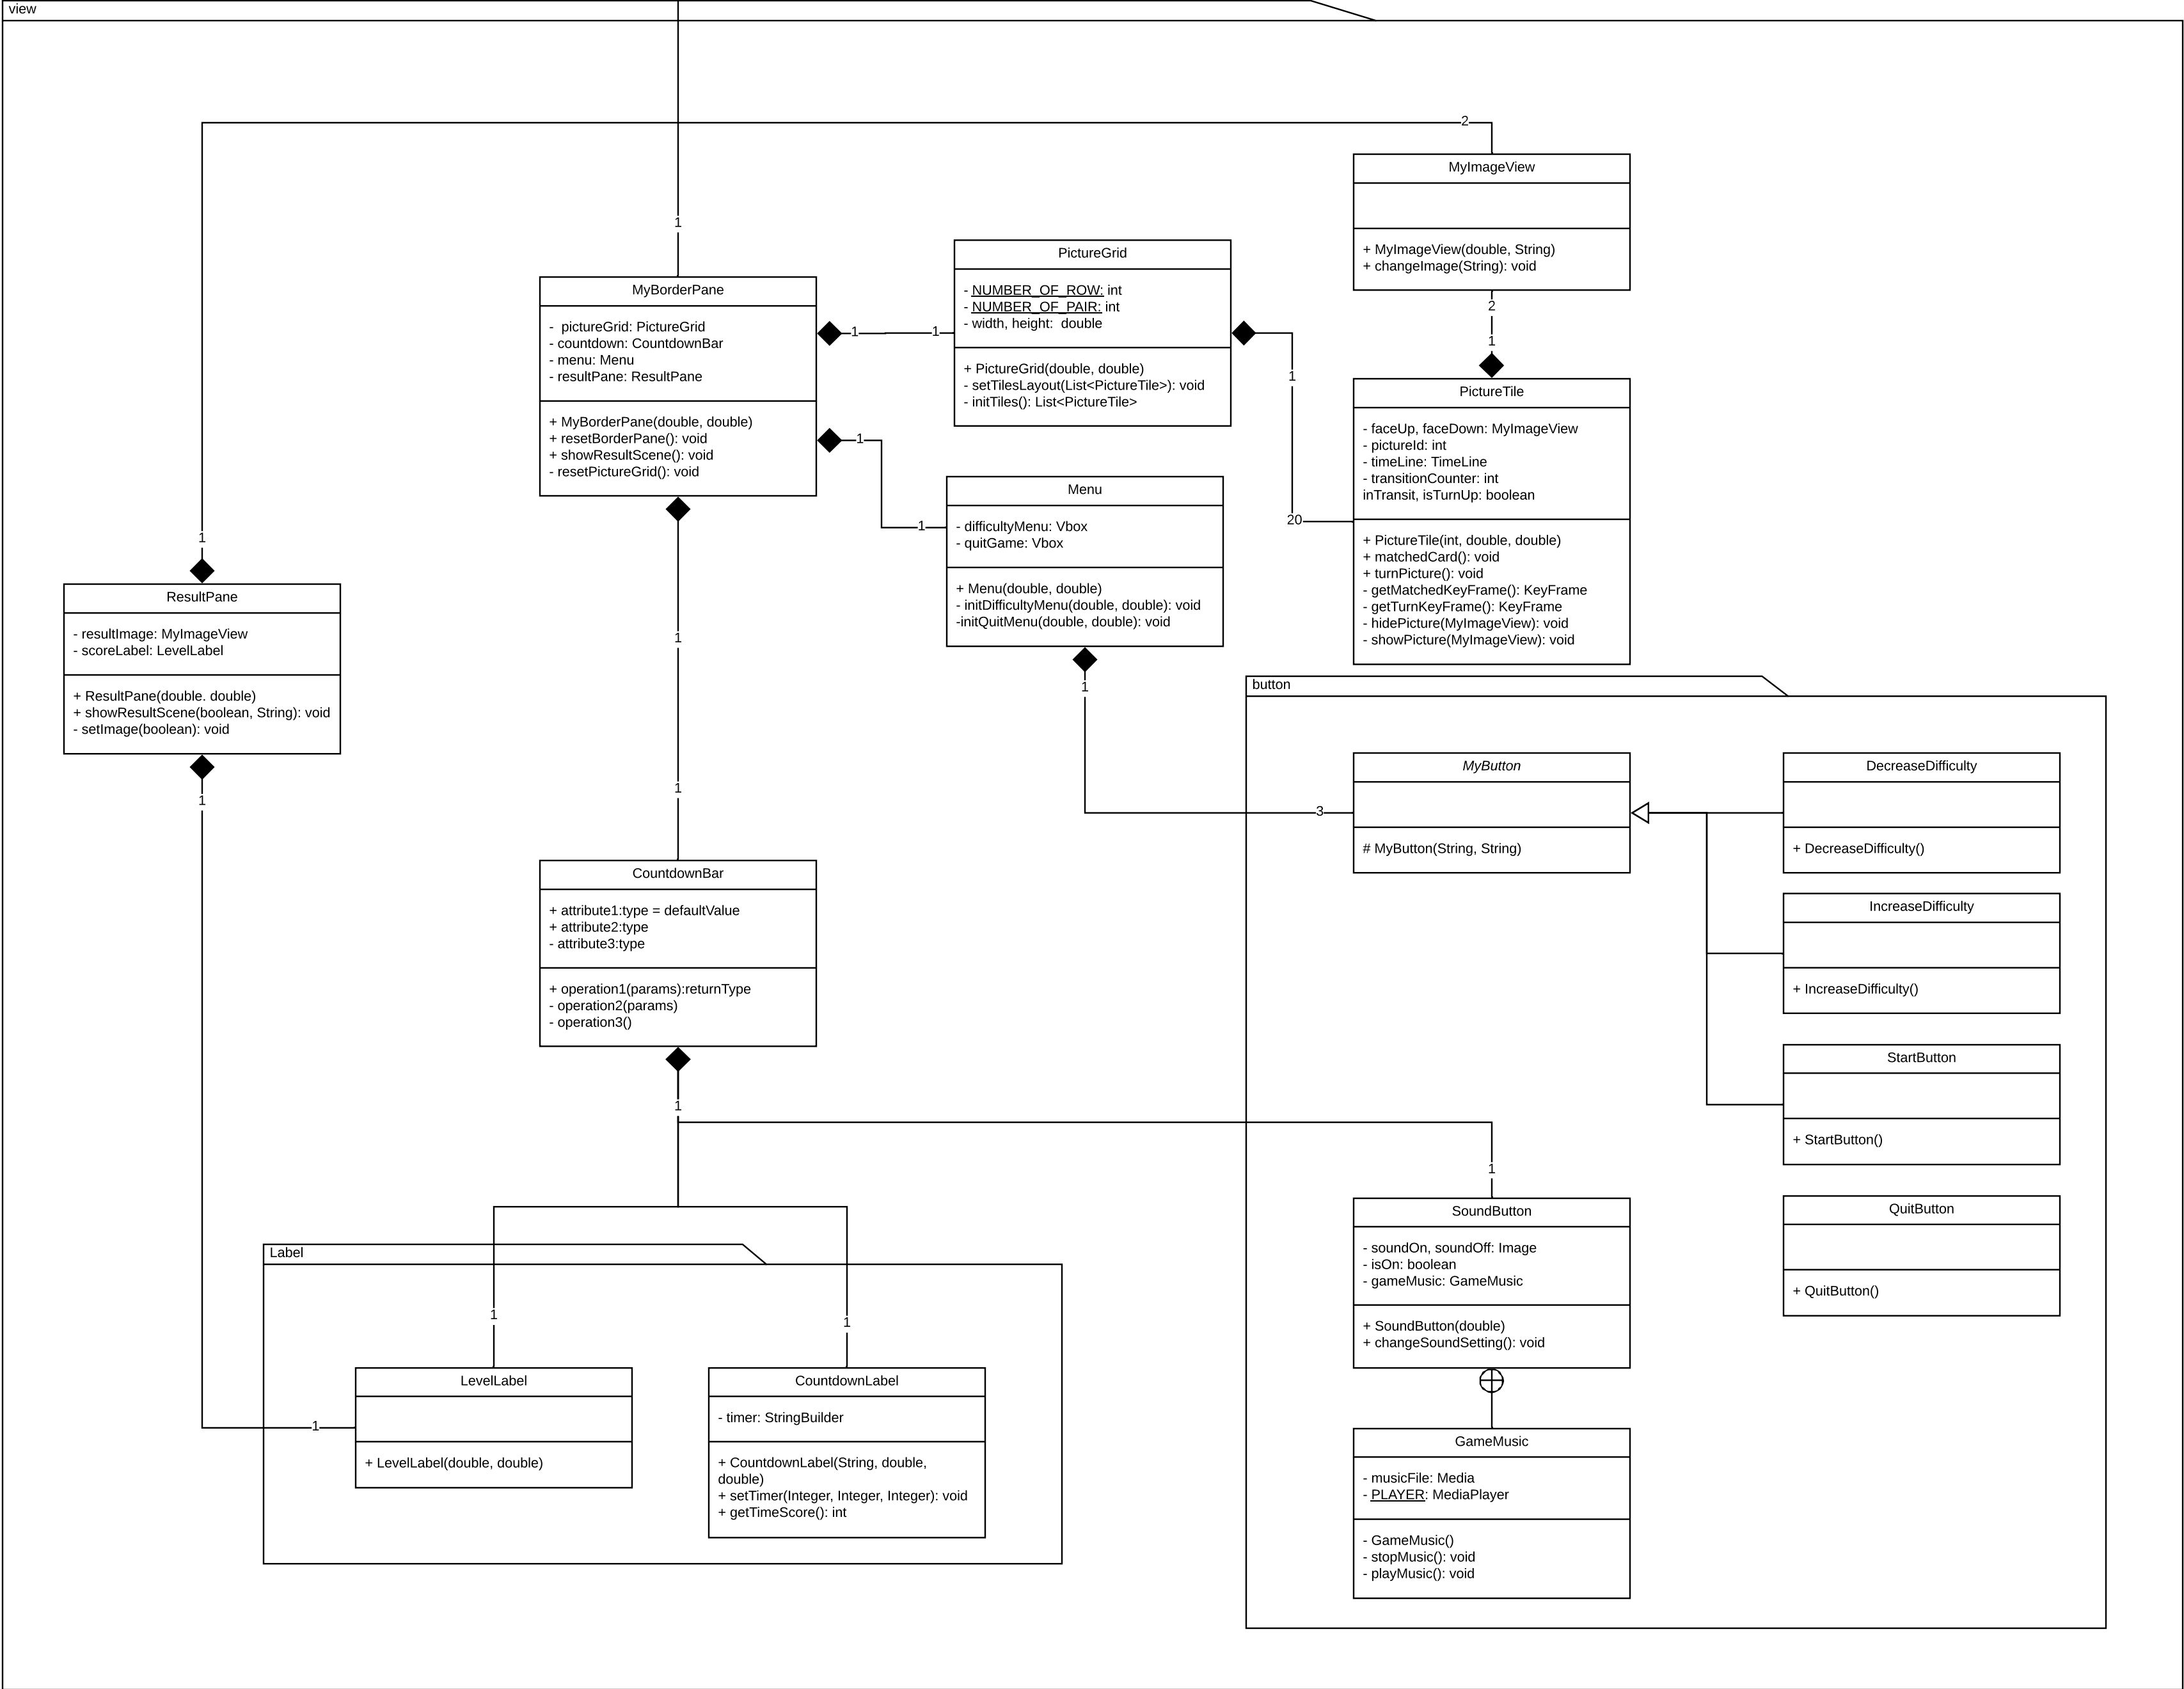 view
2
1
1
MyImageView
+ MyImageView(double, String)
+ changeImage(String): void
2
1
PictureGrid
- NUMBER_OF_ROW: int
- NUMBER_OF_PAIR: int
- width, height:  double
+ PictureGrid(double, double)
- setTilesLayout(List<PictureTile>): void
- initTiles(): List<PictureTile>
1
20
MyBorderPane
-  pictureGrid: PictureGrid
- countdown: CountdownBar
- menu: Menu
- resultPane: ResultPane
+ MyBorderPane(double, double)
+ resetBorderPane(): void
+ showResultScene(): void
- resetPictureGrid(): void
1
1
1
1
PictureTile
- faceUp, faceDown: MyImageView
- pictureId: int
- timeLine: TimeLine
- transitionCounter: int
inTransit, isTurnUp: boolean
+ PictureTile(int, double, double)
+ matchedCard(): void
+ turnPicture(): void
- getMatchedKeyFrame(): KeyFrame
- getTurnKeyFrame(): KeyFrame
- hidePicture(MyImageView): void
- showPicture(MyImageView): void
Menu
- difficultyMenu: Vbox
- quitGame: Vbox
+ Menu(double, double)
- initDifficultyMenu(double, double): void
-initQuitMenu(double, double): void
1
3
ResultPane
- resultImage: MyImageView
- scoreLabel: LevelLabel
+ ResultPane(double. double)
+ showResultScene(boolean, String): void
- setImage(boolean): void
1
1
1
1
button
MyButton
# MyButton(String, String)
DecreaseDifficulty
+ DecreaseDifficulty()
IncreaseDifficulty
+ IncreaseDifficulty()
StartButton
+ StartButton()
QuitButton
+ QuitButton()
CountdownBar
+ attribute1:type = defaultValue
+ attribute2:type
- attribute3:type
+ operation1(params):returnType
- operation2(params)
- operation3()
1
1
1
1
SoundButton
- soundOn, soundOff: Image
- isOn: boolean
- gameMusic: GameMusic
+ SoundButton(double)
+ changeSoundSetting(): void
GameMusic
- musicFile: Media
- PLAYER: MediaPlayer
- GameMusic()
- stopMusic(): void
- playMusic(): void
Label
LevelLabel
+ LevelLabel(double, double)
CountdownLabel
- timer: StringBuilder
+ CountdownLabel(String, double,
double)
+ setTimer(Integer, Integer, Integer): void
+ getTimeScore(): int